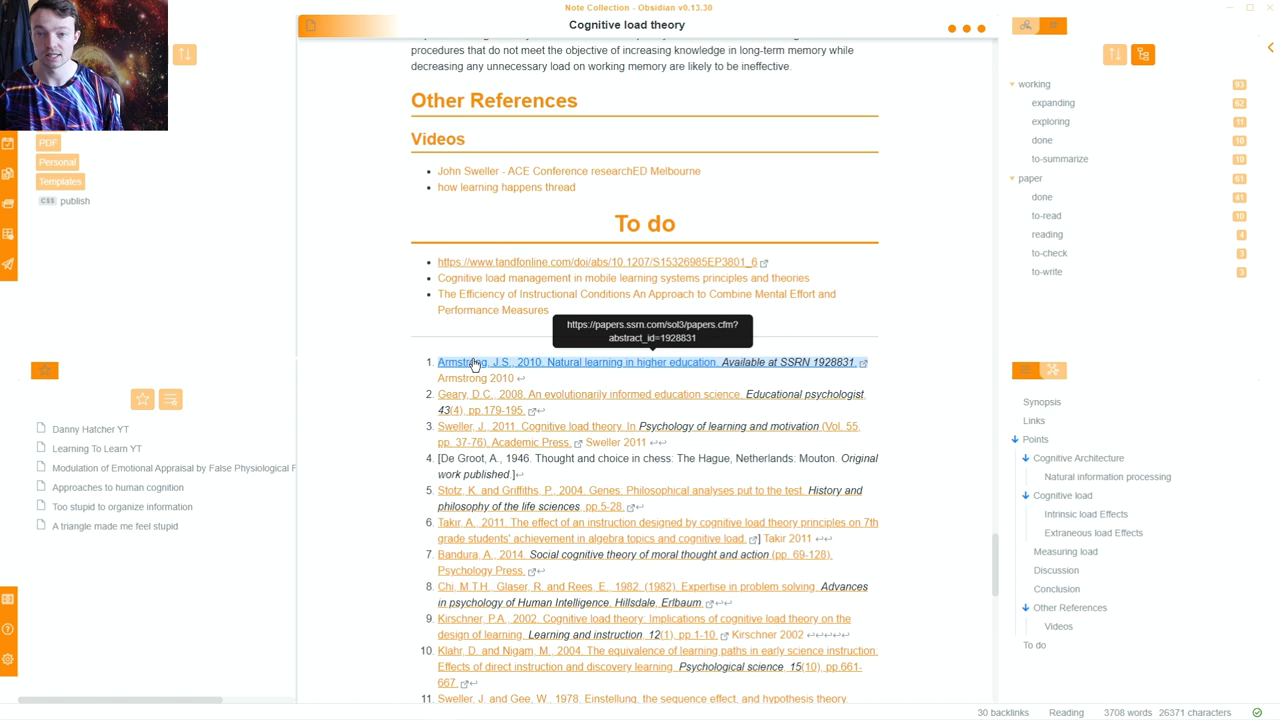 Note Collection - Obsidian v0.13.30
Cognitive load theory
procedures that do not meet the objective of increasing knowledge in long-term memory while
decreasing any unnecessary load on working memory are likely to be ineffective.
Other References
Videos
John Sweller - ACE Conference researchED Melbourne
how learning happens thread
To do
https://www.tandfonline.com/doi/abs/10.1207/S15326985EP3801_6
Cognitive load management in mobile learning systems principles and theories
The Efficiency of Instructional Conditions An Approach to Combine Mental Effort and
Performance Measures
https://papers.ssrn.com/sol3/papers.cfm?
abstract_id=1928831
1. Armstrong, J.S., 2010. Natural learning in higher education. Available at SSRN 1928831.
Armstrong 2010
2. Geary, D.C., 2008. An evolutionarily informed education science. Educational psychologist,
43(4), pp.179-195.
3. Sweller, J., 2011. Cognitive load theory. In Psychology of learning and motivation (Vol. 55,
pp. 37-76). Academic Press. Sweller 2011
4. [De Groot, A., 1946. Thought and choice in chess: The Hague, Netherlands: Mouton. Original
work published.]
5. Stotz, K. and Griffiths, P., 2004. Genes: Philosophical analyses put to the test. History and
philosophy of the life sciences, pp.5-28.
6. Takır, A., 2011. The effect of an instruction designed by cognitive load theory principles on 7th
grade students' achievement in algebra topics and cognitive load. ] Takir 2011
7. Bandura, A., 2014. Social cognitive theory of moral thought and action (pp. 69-128).
Psychology Press.
8. Chi, M.T.H., Glaser, R. and Rees, E., 1982. (1982). Expertise in problem solving. Advances
in psychology of Human Intelligence. Hillsdale, Erlbaum.
9. Kirschner, P.A., 2002. Cognitive load theory: Implications of cognitive load theory on the
design of learning. Learning and instruction, 12(1), pp.1-10. Kirschner 2002
10. Klahr, D. and Nigam, M., 2004. The equivalence of learning paths in early science instruction:
Effects of direct instruction and discovery learning. Psychological science, 15(10), pp.661-
667.
11. Sweller, J. and Gee, W., 1978. Einstellung, the sequence effect, and hypothesis theory.
PDF
Personal
Templates
CSS publish
Danny Hatcher YT
Learning To Learn YT
Modulation of Emotional Appraisal by False Physiological F
Approaches to human cognition
Too stupid to organize information
A triangle made me feel stupid
working 93
expanding 62
exploring 11
done 10
to-summarize 10
paper 61
done 41
to-read 10
reading 4
to-check 3
to-write 3
Synopsis
Links
Points
Cognitive Architecture
Natural information processing
Cognitive load
Intrinsic load Effects
Extraneous load Effects
Measuring load
Discussion
Conclusion
Other References
Videos
To do
30 backlinks Reading 3708 words 26371 characters